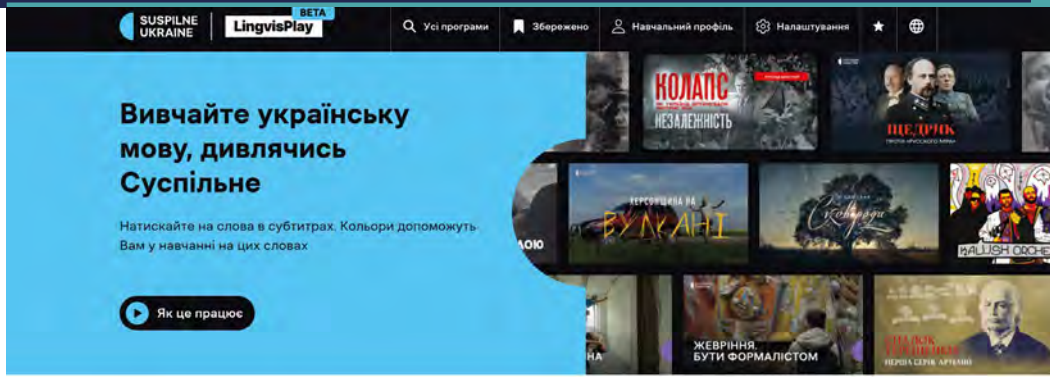 SUSPILNE
UKRAINE
LingvisPlay
BETA
Усі програми
Збережено
Навчальний профіль
Налаштування
Вивчайте українську
мову, дивлячись
Суспільне
Натискайте на слова в субтитрах. Кольори допоможуть
Вам у навчанні на цих словах
Як це працює
КОЛАПС
НЕЗАЛЕЖНІСТЬ
ЩЕДРИК
ХЕРСОНЩИНА НА
ВУЛКАНІ
Сковороди
KALUSH ORCHE
ЖЕВРІННЯ.
БУТИ ФОРМАЛІСТОМ